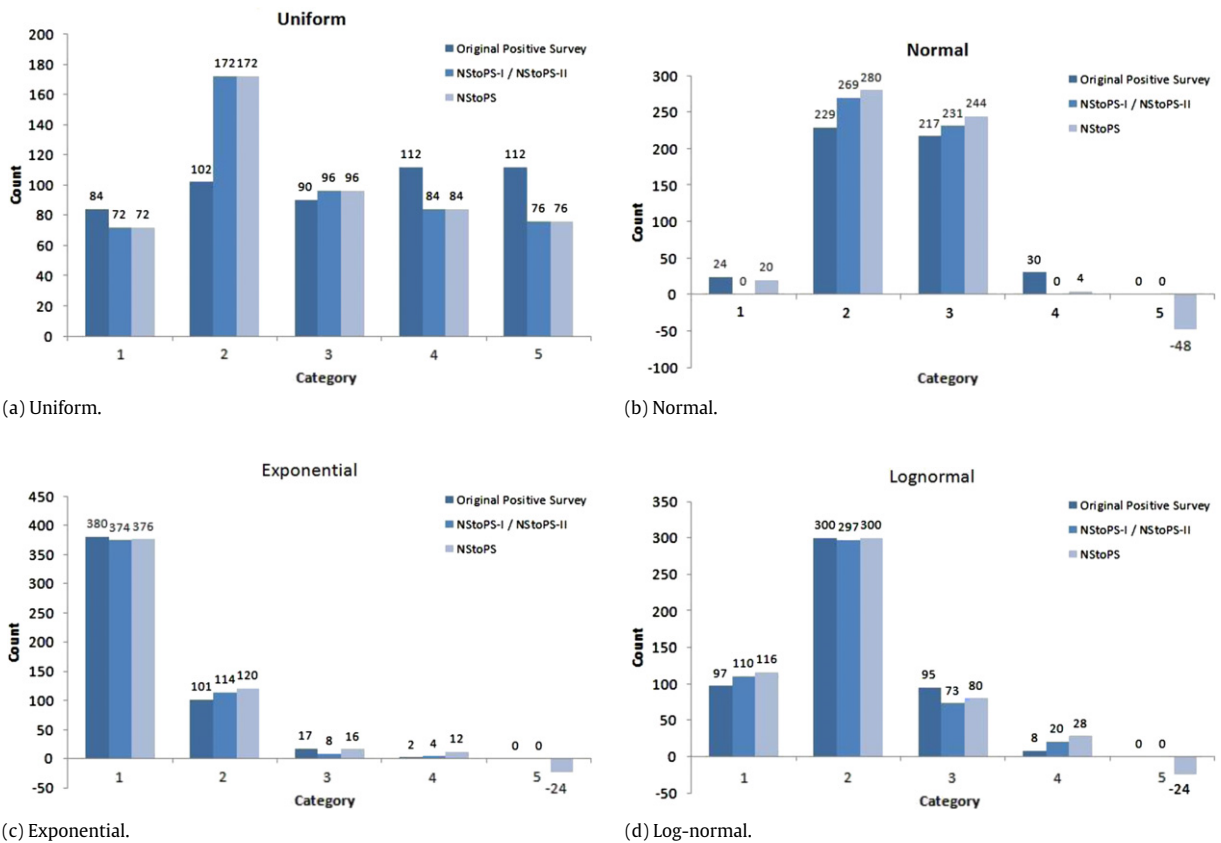 Uniform
200
180
160
140
120
100
80
60
40
20
0
Count
Original Positive Survey
NStoPS-I / NStoPS-II
NStoPS
84
72 72
102
172 172
90
96 96
112
84 84
112
76 76
1 2 3 4 5
Category
(a) Uniform.
Normal
300
250
200
150
100
50
0
-50
-100
Count
Original Positive Survey
NStoPS-I / NStoPS-II
NStoPS
24 0 20
229 269 280
217 231 244
30 0 4
0 0 -48
1 2 3 4 5
Category
(b) Normal.
Exponential
450
400
350
300
250
200
150
100
50
0
-50
Count
Original Positive Survey
NStoPS-I / NStoPS-II
NStoPS
380 374 376
101 114 120
17 8 16
2 4 12
0 0 -24
1 2 3 4 5
Category
(c) Exponential.
Lognormal
350
300
250
200
150
100
50
0
-50
Count
Original Positive Survey
NStoPS-I / NStoPS-II
NStoPS
97 110 116
300 297 300
95 73 80
8 20 28
0 0 -24
1 2 3 4 5
Category
(d) Log-normal.